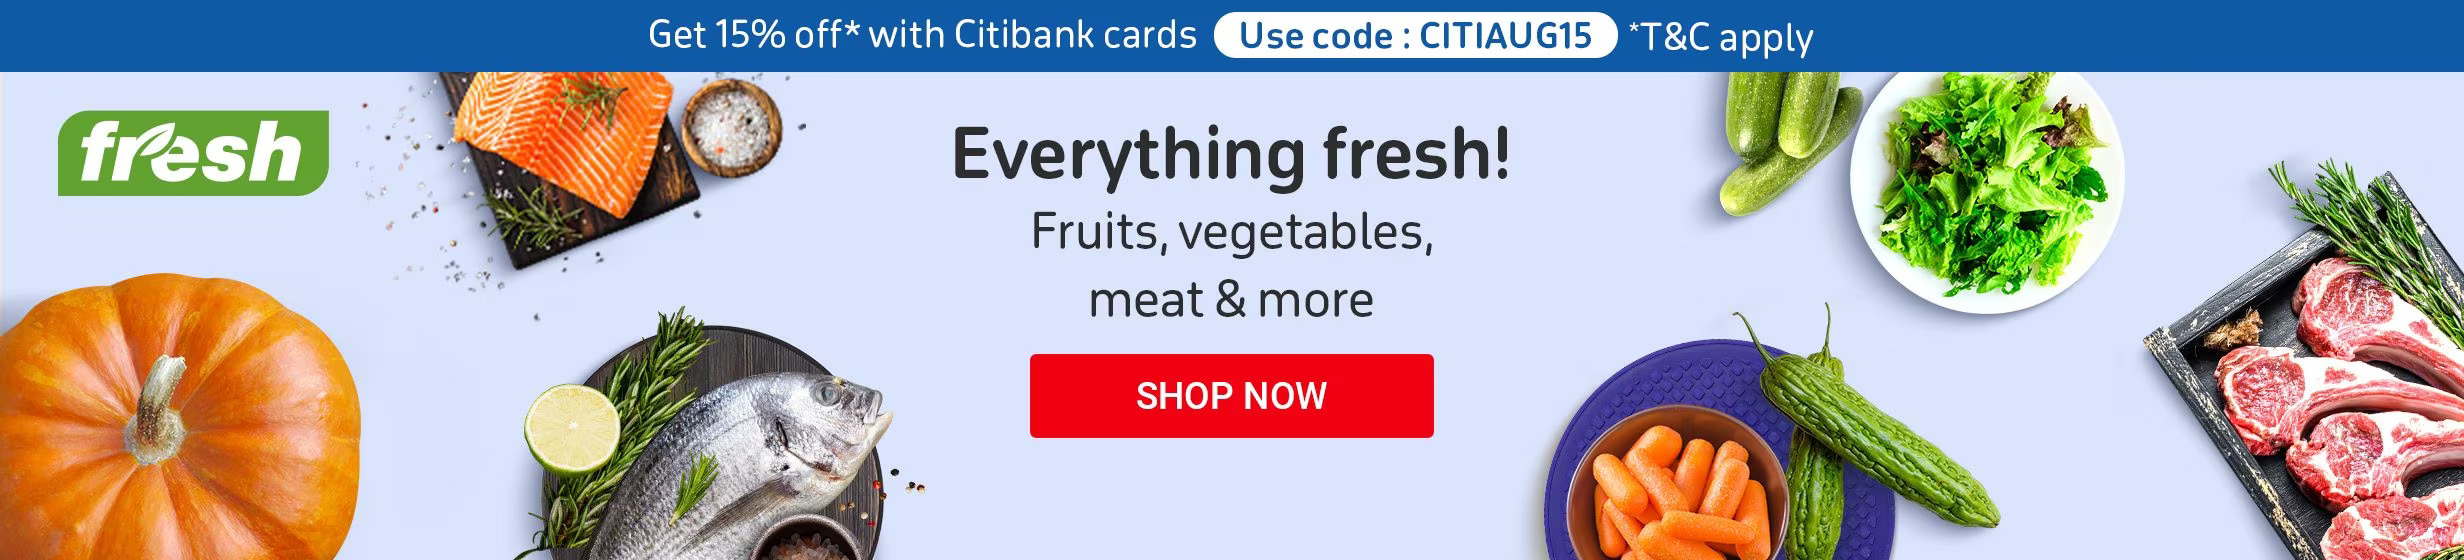 Get 15% off* with Citibank cards Use code : CITIAUG15 *T&C apply
fresh
Everything fresh!
Fruits, vegetables,
meat & more
SHOP NOW